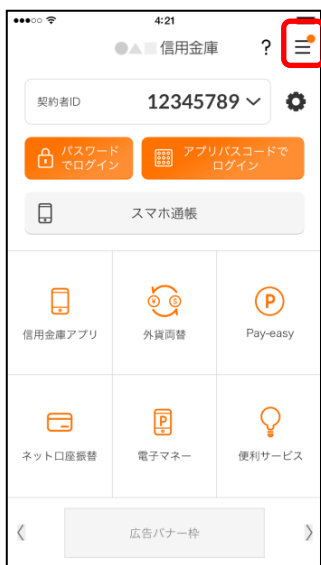 4:21
●▲■ 信用金庫 ?
契約者ID 12345789
パスワード
でログイン
アプリパスコードで
ログイン
スマホ通帳
信用金庫アプリ 外貨両替 Pay-easy
ネット口座振替 電子マネー 便利サービス
広告バナー枠